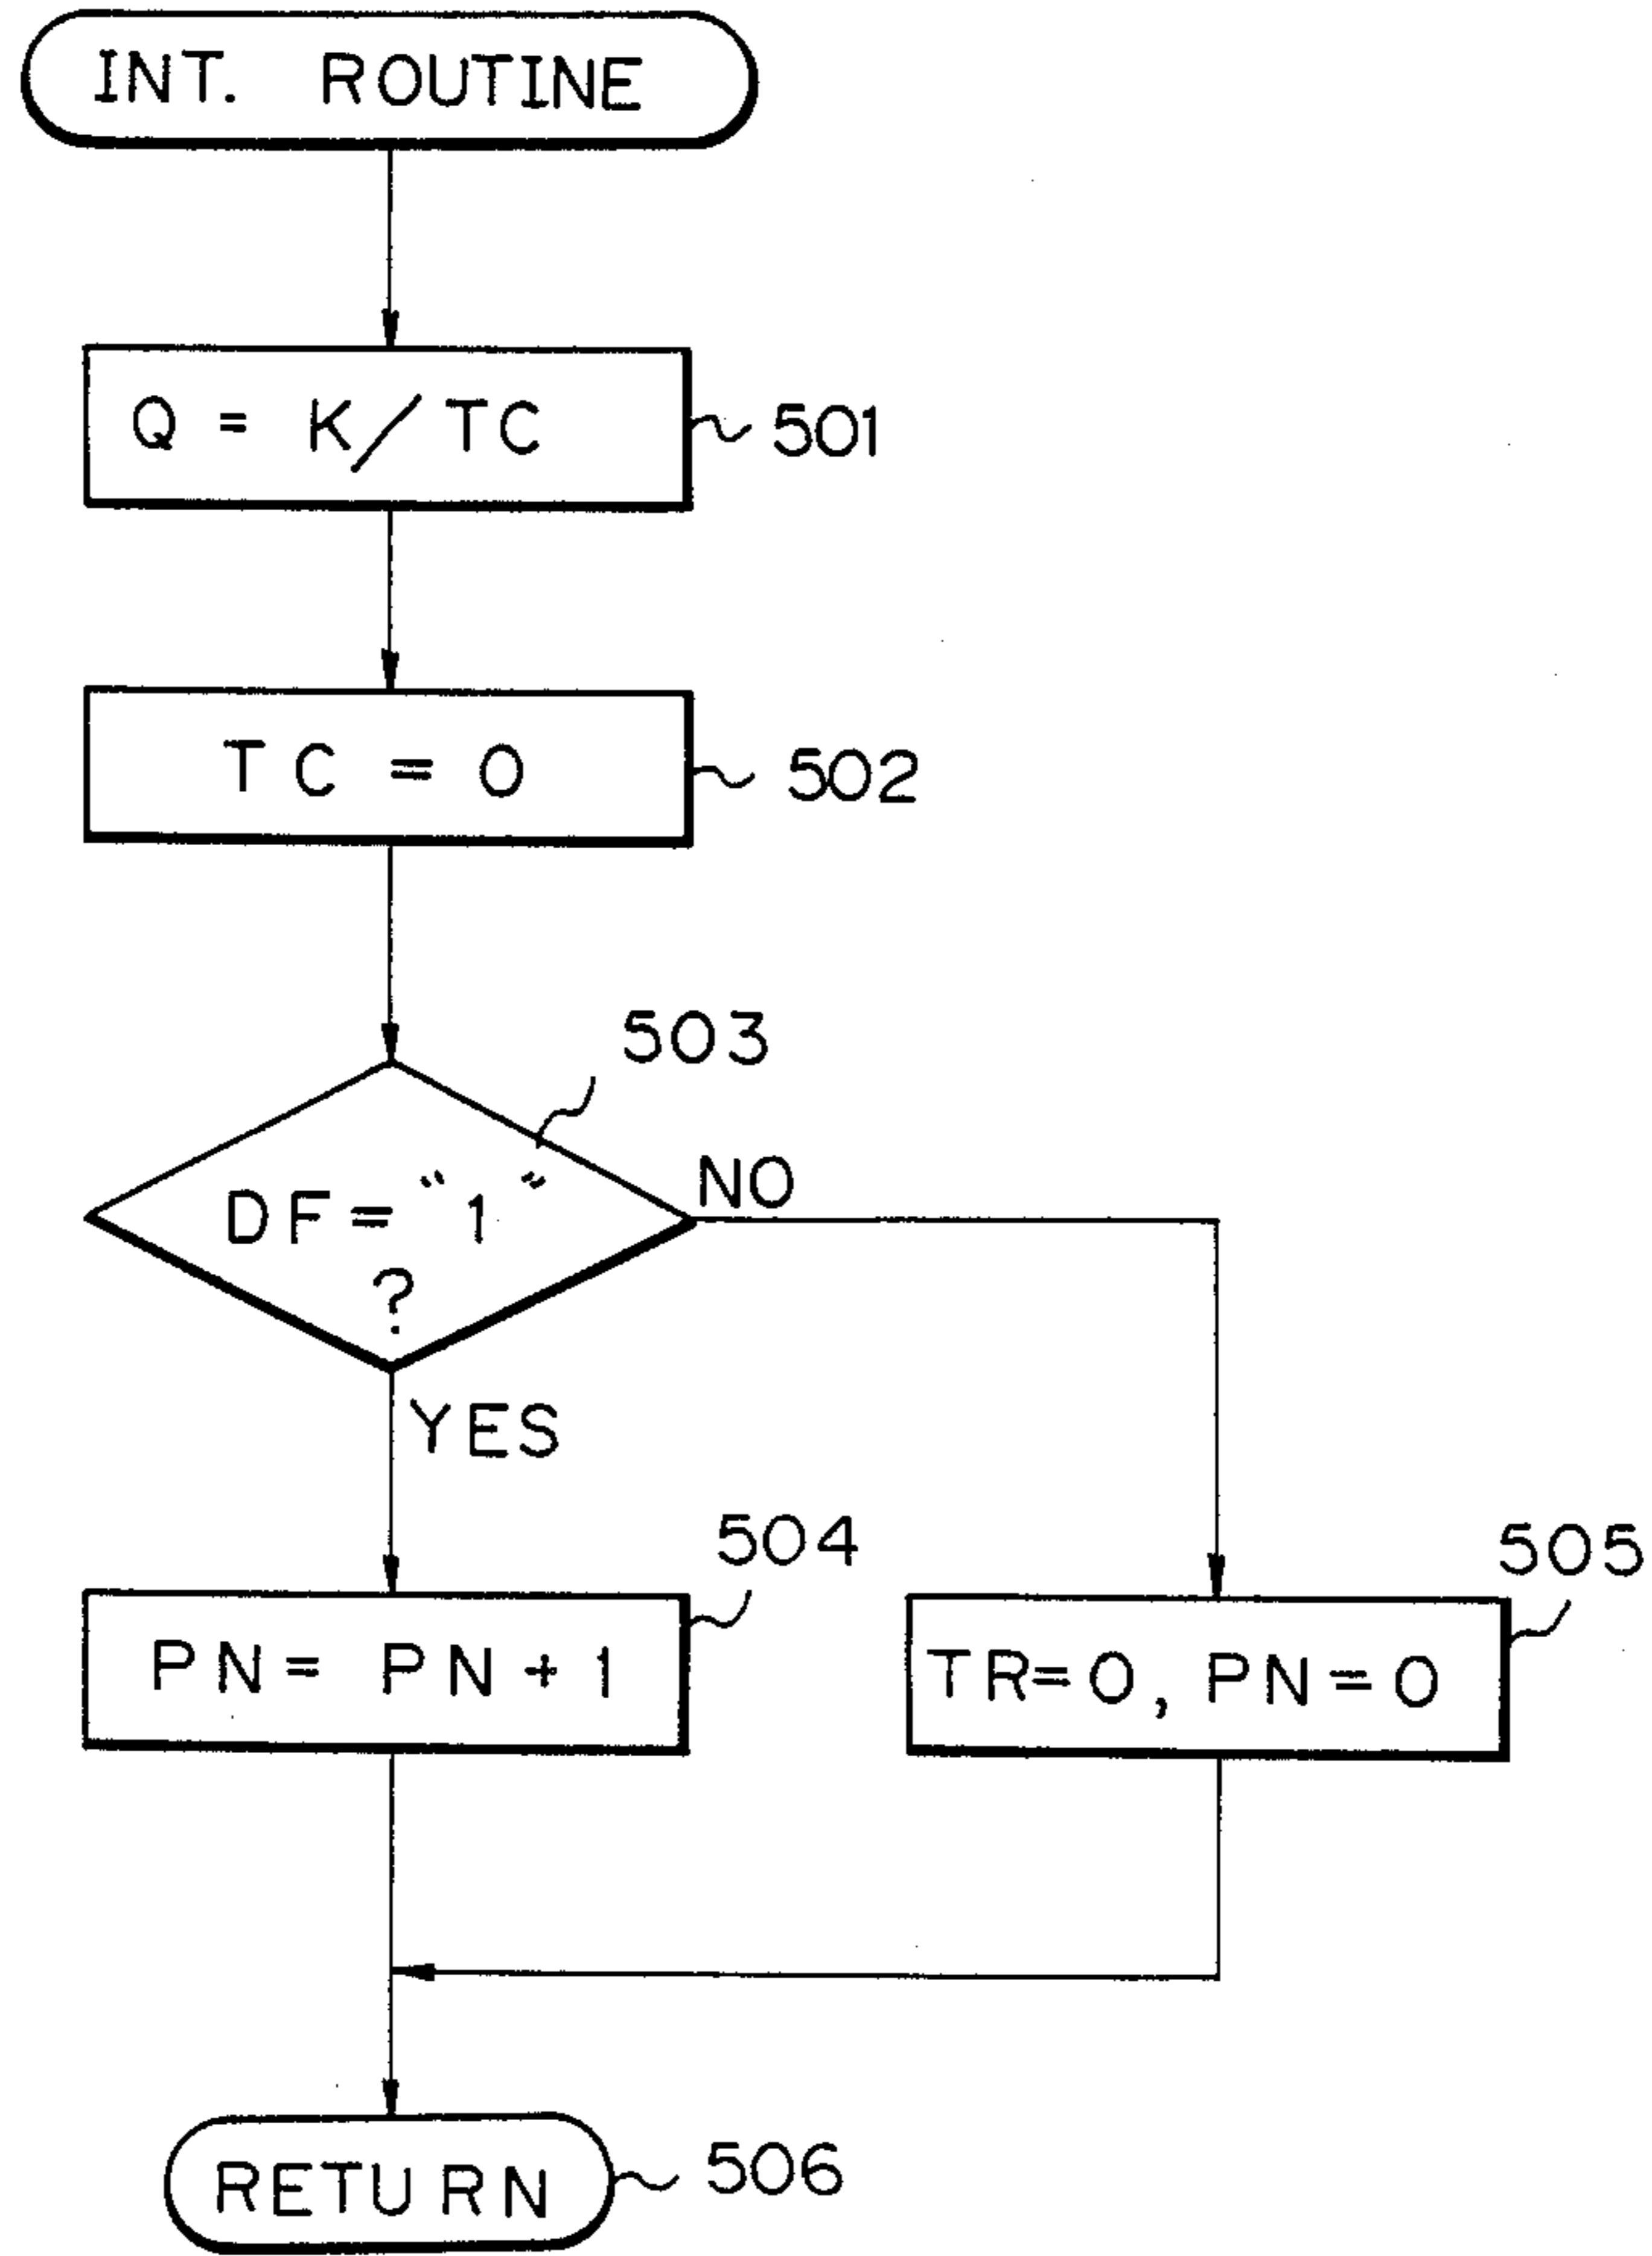 INT. ROUTINE
Q = K/TC
501
TC = 0
502
503
DF= "1"
?
NO
YES
504
PN= PN+1
505
TR=0, PN=0
RETURN
506